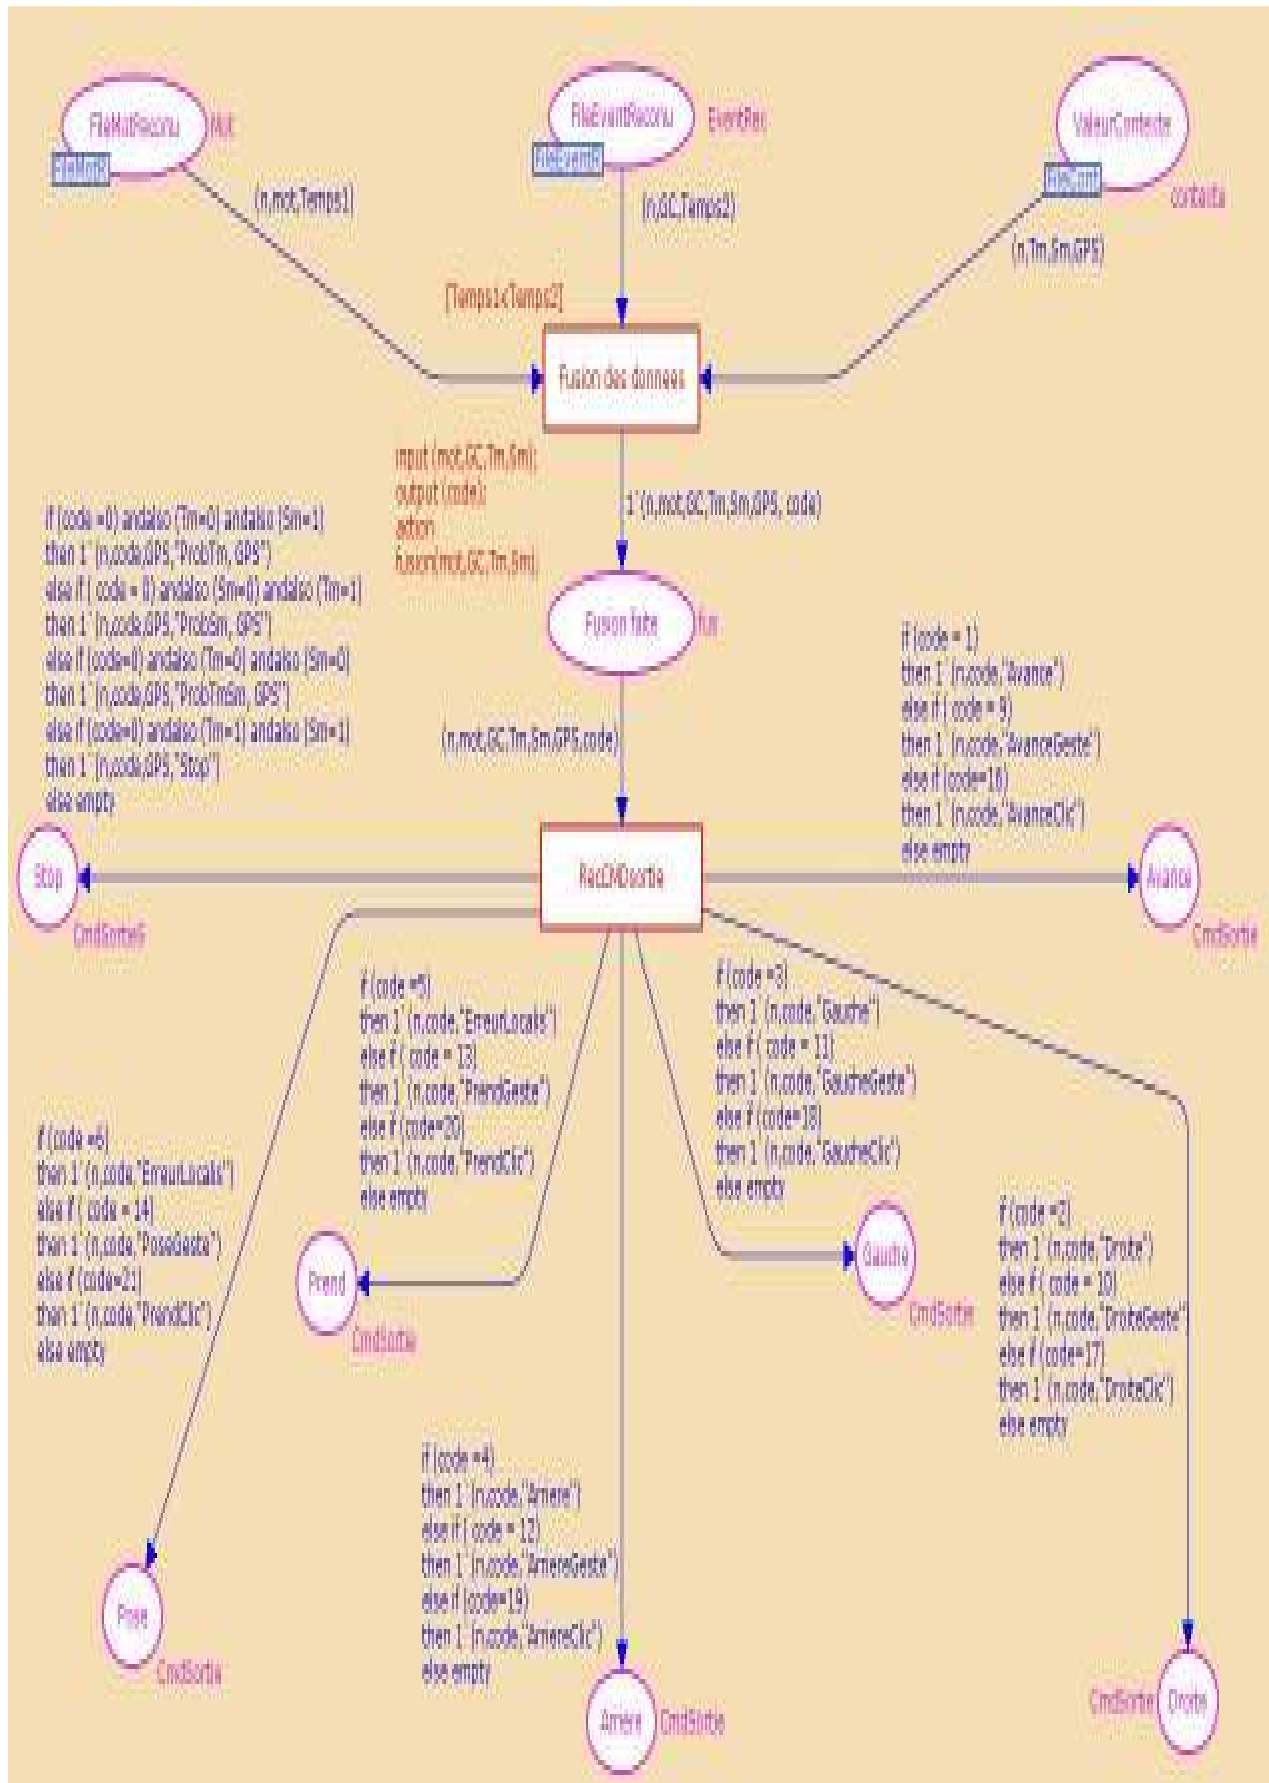 FileMotReconu
Mot
FileMotR
FileEventReconu
EventRec
FileEventR
ValeurContexte
FileCont
contexte
(n,mot,Temps1)
(n,GC,Temps2)
(n,Tm,Sm,GPS)
[Temps1<Temps2]
Fusion des donnees
input (mot,GC,Tm,Sm);
output (code);
action
fusion(mot,GC,Tm,Sm);
1`(n,mot,GC,Tm,Sm,GPS, code)
Fusion faite
fus
(n,mot,GC,Tm,Sm,GPS,code)
if (code =0) andalso (Tm=0) andalso (Sm=1)
then 1`(n,code,GPS,"ProbTm, GPS")
else if ( code = 0) andalso (Sm=0) andalso (Tm=1)
then 1`(n,code,GPS,"ProbSm, GPS")
else if (code=0) andalso (Tm=0) andalso (Sm=0)
then 1`(n,code,GPS,"ProbTmSm, GPS")
else if (code=0) andalso (Tm=1) andalso (Sm=1)
then 1`(n,code,GPS,"Stop")
else empty
if (code = 1)
then 1`(n,code,"Avance")
else if ( code = 9)
then 1`(n,code,"AvanceGeste")
else if (code=16)
then 1`(n,code,"AvanceClic")
else empty
Stop
CmdSortieG
RecCMDsortie
Avance
CmdSortie
if (code =5)
then 1`(n,code,"ErreurLocalis")
else if ( code = 13)
then 1`(n,code,"PrendGeste")
else if (code=20)
then 1`(n,code,"PrendClic")
else empty
Prend
CmdSortie
if (code =3)
then 1`(n,code,"Gauche")
else if ( code = 11)
then 1`(n,code,"GaucheGeste")
else if (code=18)
then 1`(n,code,"GaucheClic")
else empty
Gauche
CmdSortie
if (code =6)
then 1`(n,code,"ErreurLocalis")
else if ( code = 14)
then 1`(n,code,"PoseGeste")
else if (code=21)
then 1`(n,code,"PrendClic")
else empty
Pose
CmdSortie
if (code =2)
then 1`(n,code,"Droite")
else if ( code = 10)
then 1`(n,code,"DroiteGeste")
else if (code=17)
then 1`(n,code,"DroiteClic")
else empty
CmdSortie
Droite
if (code =4)
then 1`(n,code,"Arriere")
else if ( code = 12)
then 1`(n,code,"ArriereGeste")
else if (code=19)
then 1`(n,code,"ArriereClic")
else empty
Arriere
CmdSortie